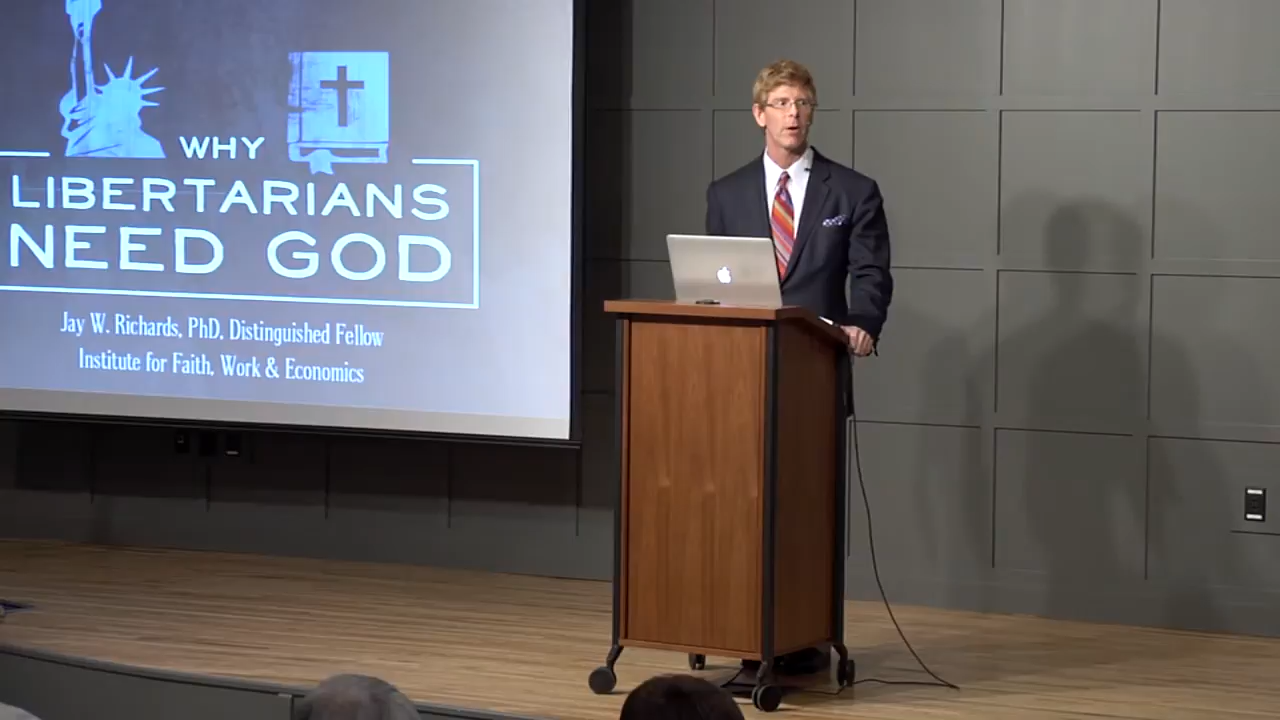 WHY
LIBERTARIANS
NEED GOD
Jay W. Richards, PhD, Distinguished Fellow
Institute for Faith, Work & Economics